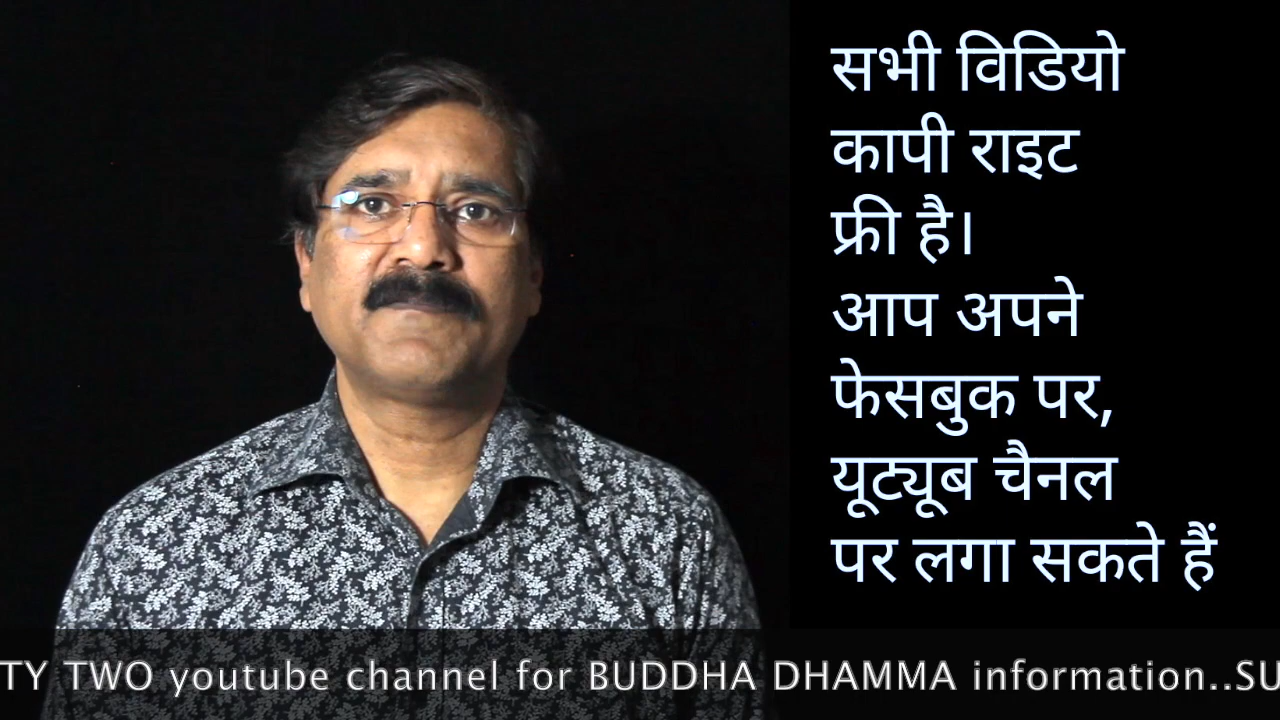 सभी विडियो
कापी राइट
फ्री है।
आप अपने
फेसबुक पर,
यूट्यूब चैनल
पर लगा सकते हैं
TY TWO youtube channel for BUDDHA DHAMMA information..SU